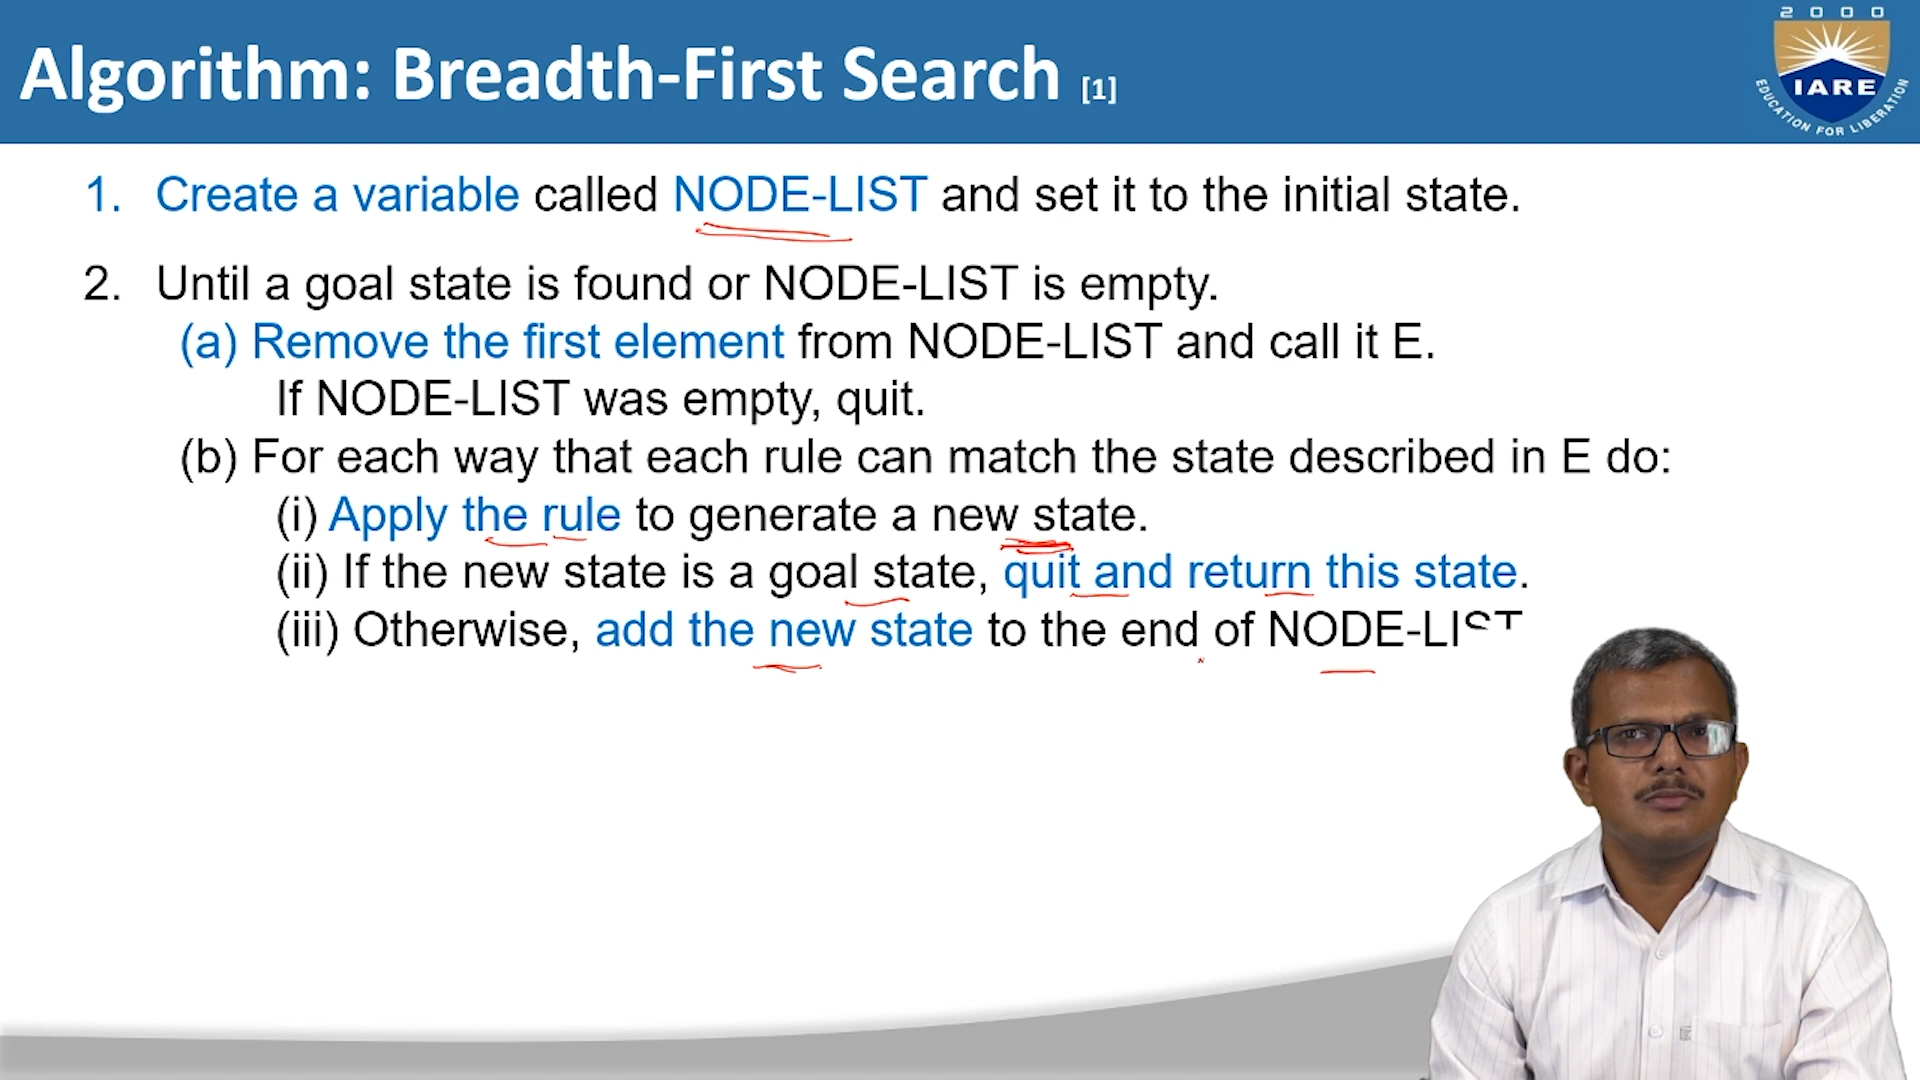 2000
Algorithm: Breadth-First Search [1]
IARE
EDUCATION FOR LIBERATION
1. Create a variable called NODE-LIST and set it to the initial state.
2. Until a goal state is found or NODE-LIST is empty.
(a) Remove the first element from NODE-LIST and call it E.
If NODE-LIST was empty, quit.
(b) For each way that each rule can match the state described in E do:
(i) Apply the rule to generate a new state.
(ii) If the new state is a goal state, quit and return this state.
(iii) Otherwise, add the new state to the end of NODE-LIST